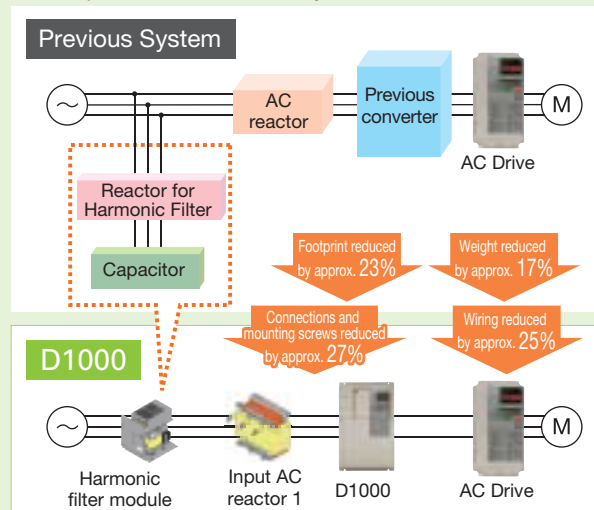 Previous System
~
AC
reactor
Previous
converter
M
AC Drive
Reactor for
Harmonic Filter
Capacitor
Footprint reduced
by approx. 23%
Weight reduced
by approx. 17%
Connections and
mounting screws reduced
by approx. 27%
Wiring reduced
by approx. 25%
D1000
~
M
Harmonic
filter module
Input AC
reactor 1
D1000
AC Drive